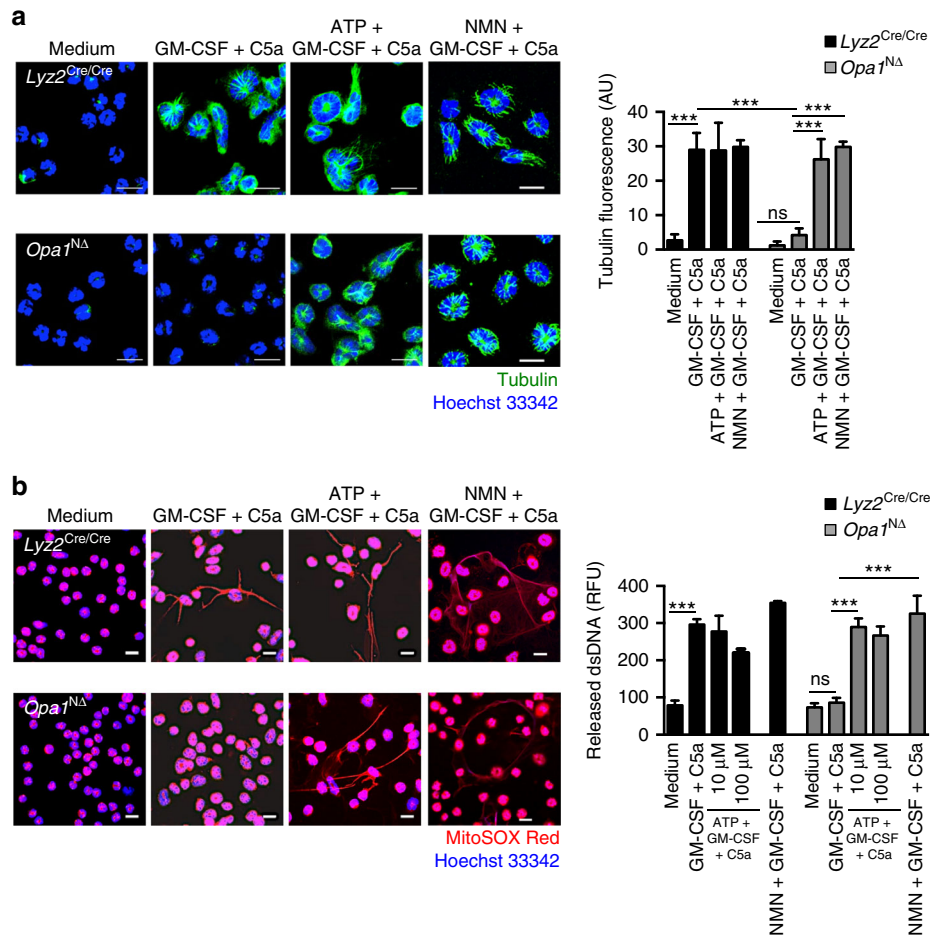 a
Medium
GM-CSF + C5a
ATP +
GM-CSF + C5a
NMN +
GM-CSF + C5a
Lyz2Cre/Cre
Opa1NΔ
Tubulin
Hoechst 33342
Lyz2Cre/Cre
Opa1NΔ
Tubulin fluorescence (AU)
40
30
20
10
0
***
***
***
***
ns
Medium
GM-CSF + C5a
ATP + GM-CSF + C5a
NMN + GM-CSF + C5a
Medium
GM-CSF + C5a
ATP + GM-CSF + C5a
NMN + GM-CSF + C5a
b
Medium
GM-CSF + C5a
ATP +
GM-CSF + C5a
NMN +
GM-CSF + C5a
Lyz2Cre/Cre
Opa1NΔ
MitoSOX Red
Hoechst 33342
Lyz2Cre/Cre
Opa1NΔ
Released dsDNA (RFU)
400
300
200
100
0
***
***
***
ns
Medium
GM-CSF + C5a
10 μM
100 μM
ATP +
GM-CSF
+ C5a
NMN + GM-CSF + C5a
Medium
GM-CSF + C5a
10 μM
100 μM
ATP +
GM-CSF
+ C5a
NMN + GM-CSF + C5a